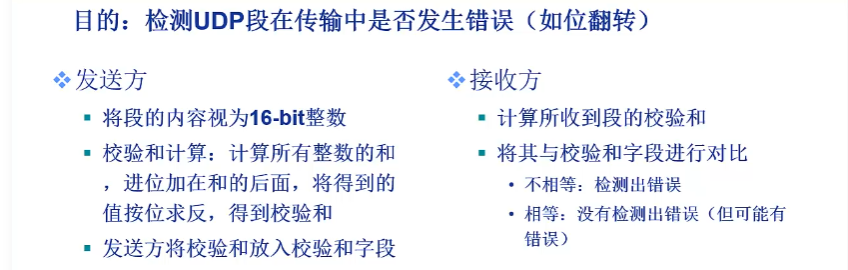 目的：检测UDP段在传输中是否发生错误（如位翻转）
发送方
将段的内容视为16-bit整数
校验和计算：计算所有整数的和
，进位加在和的后面，将得到的
值按位求反，得到校验和
发送方将校验和放入校验和字段
接收方
计算所收到段的校验和
将其与校验和字段进行对比
不相等：检测出错误
相等：没有检测出错误（但可能有
错误）